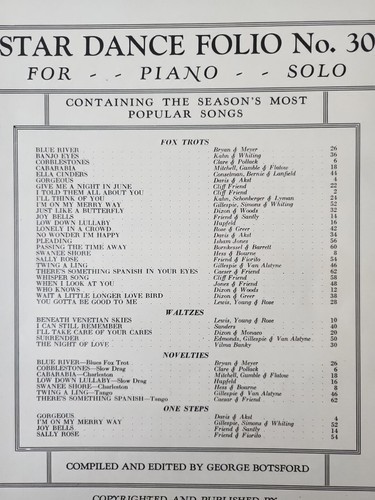 STAR DANCE FOLIO No. 30
FOR - - PIANO - - SOLO
CONTAINING THE SEASON'S MOST
POPULAR SONGS
FOX TROTS
BLUE RIVER Bryan & Meyer 26
BANJO EYES Kahn & Whiting 36
COBBLESTONES Clare & Pollack 6
CABARABIA Mitchell, Gamble & Flatow 18
ELLA CINDERS Conselman, Bernie & Lanfield 44
GORGEOUS Davis & Akst 4
GIVE ME A NIGHT IN JUNE Cliff Friend 22
I TOLD THEM ALL ABOUT YOU Cliff Friend 2
I'LL THINK OF YOU Kahn, Schonberger & Lyman 24
I'M ON MY MERRY WAY Gillespie, Simons & Whiting 52
JUST LIKE A BUTTERFLY Dixon & Woods 32
JOY BELLS Friend & Santly 14
LOW DOWN LULLABY Hupfeld 16
LONELY IN A CROWD Rose & Greer 42
NO WONDER I'M HAPPY Davis & Akst 34
PLEADING Isham Jones 56
PASSING THE TIME AWAY & Barrell 60
SWANEE SHORE Hess & Bourne 8
SALLY ROSE Friend & Fiorito 54
TWING A LING Gillespie & Van Alstyne 46
THERE'S SOMETHING SPANISH IN YOUR EYES Caesar & Friend 62
WHISPER SONG Cliff Friend 58
WHEN I LOOK AT YOU Jones & Friend 48
WHO KNOWS Dixon & Woods 12
WAIT A LITTLE LONGER LOVE BIRD Dixon & Greer 38
YOU GOTTA BE GOOD TO ME Lewis, Young & Rose 28
WALTZES
BENEATH VENETIAN SKIES Lewis, Young & Rose 10
I CAN STILL REMEMBER Sanders 40
I'LL TAKE CARE OF YOUR CARES Dixon & Monaco 20
SURRENDER Edmonds, Gillespie & Van Alstyne 50
THE NIGHT OF LOVE Vilma Banky 30
NOVELTIES
BLUE RIVER—Blues Fox Trot Bryan & Meyer 26
COBBLESTONES—Slow Drag Clare & Pollack 6
CABARABIA—Charleston Mitchell, Gamble & Flatow 18
LOW DOWN LULLABY—Slow Drag Hupfeld 16
SWANEE SHORE—Charleston Hess & Bourne 8
TWING A LING—Tango Gillespie & Van Alstyne 46
THERE'S SOMETHING SPANISH—Tango Caesar & Friend 62
ONE STEPS
GORGEOUS Davis & Akst 4
I'M ON MY MERRY WAY Gillespie, Simons & Whiting 52
JOY BELLS Friend & Santly 14
SALLY ROSE Friend & Fiorito 54
COMPILED AND EDITED BY GEORGE BOTSFORD
COPYRIGHTED AND PUBLISHED BY